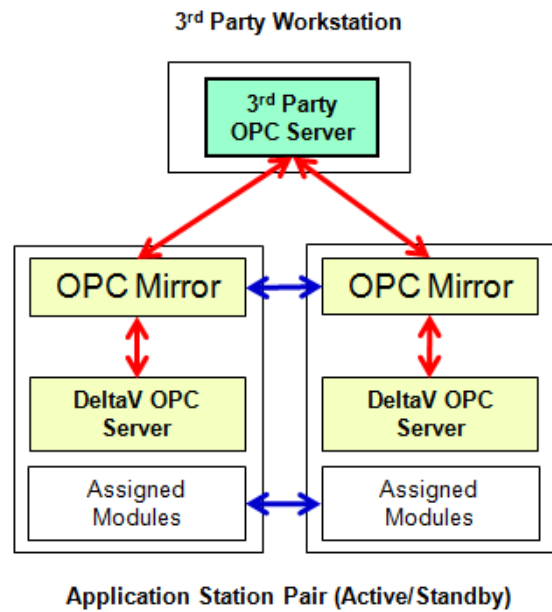 3rd Party Workstation
3rd Party
OPC Server
OPC Mirror
OPC Mirror
DeltaV OPC
Server
DeltaV OPC
Server
Assigned
Modules
Assigned
Modules
Application Station Pair (Active/Standby)